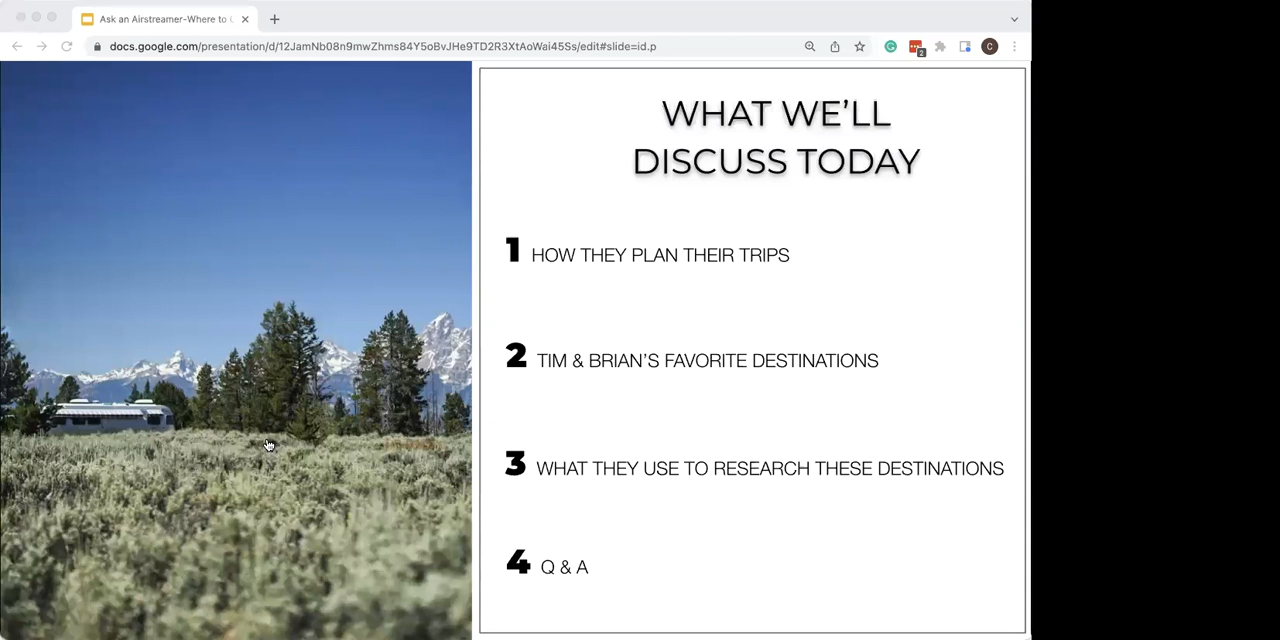 Ask an Airstreamer-Where to
docs.google.com/presentation/d/12JamNb08n9mwZhms84Y5oBvJHe9TD2R3XtAoWai45Ss/edit#slide=id.p
2
C
WHAT WE’LL
DISCUSS TODAY
1 HOW THEY PLAN THEIR TRIPS
2 TIM & BRIAN’S FAVORITE DESTINATIONS
3 WHAT THEY USE TO RESEARCH THESE DESTINATIONS
4 Q & A